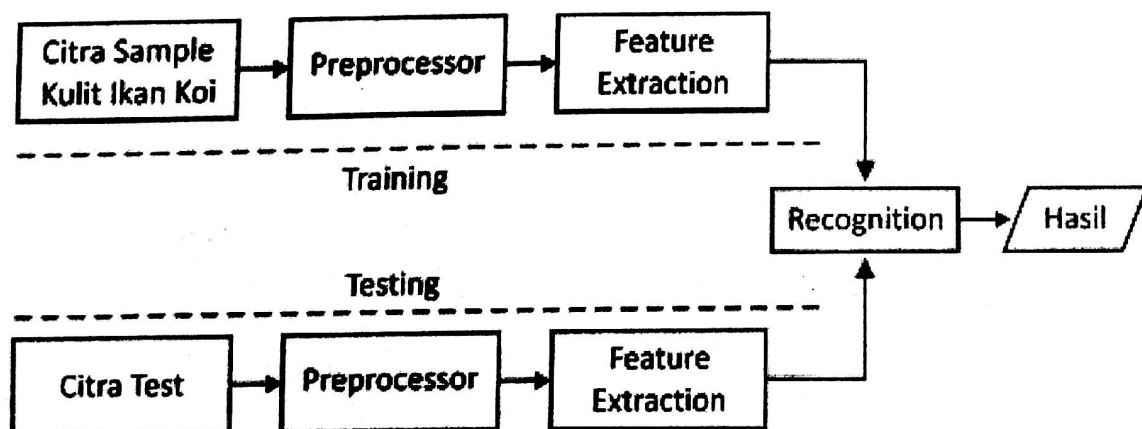 Citra Sample
Kulit Ikan Koi
Preprocessor
Feature
Extraction
Training
Recognition
Hasil
Testing
Citra Test
Preprocessor
Feature
Extraction